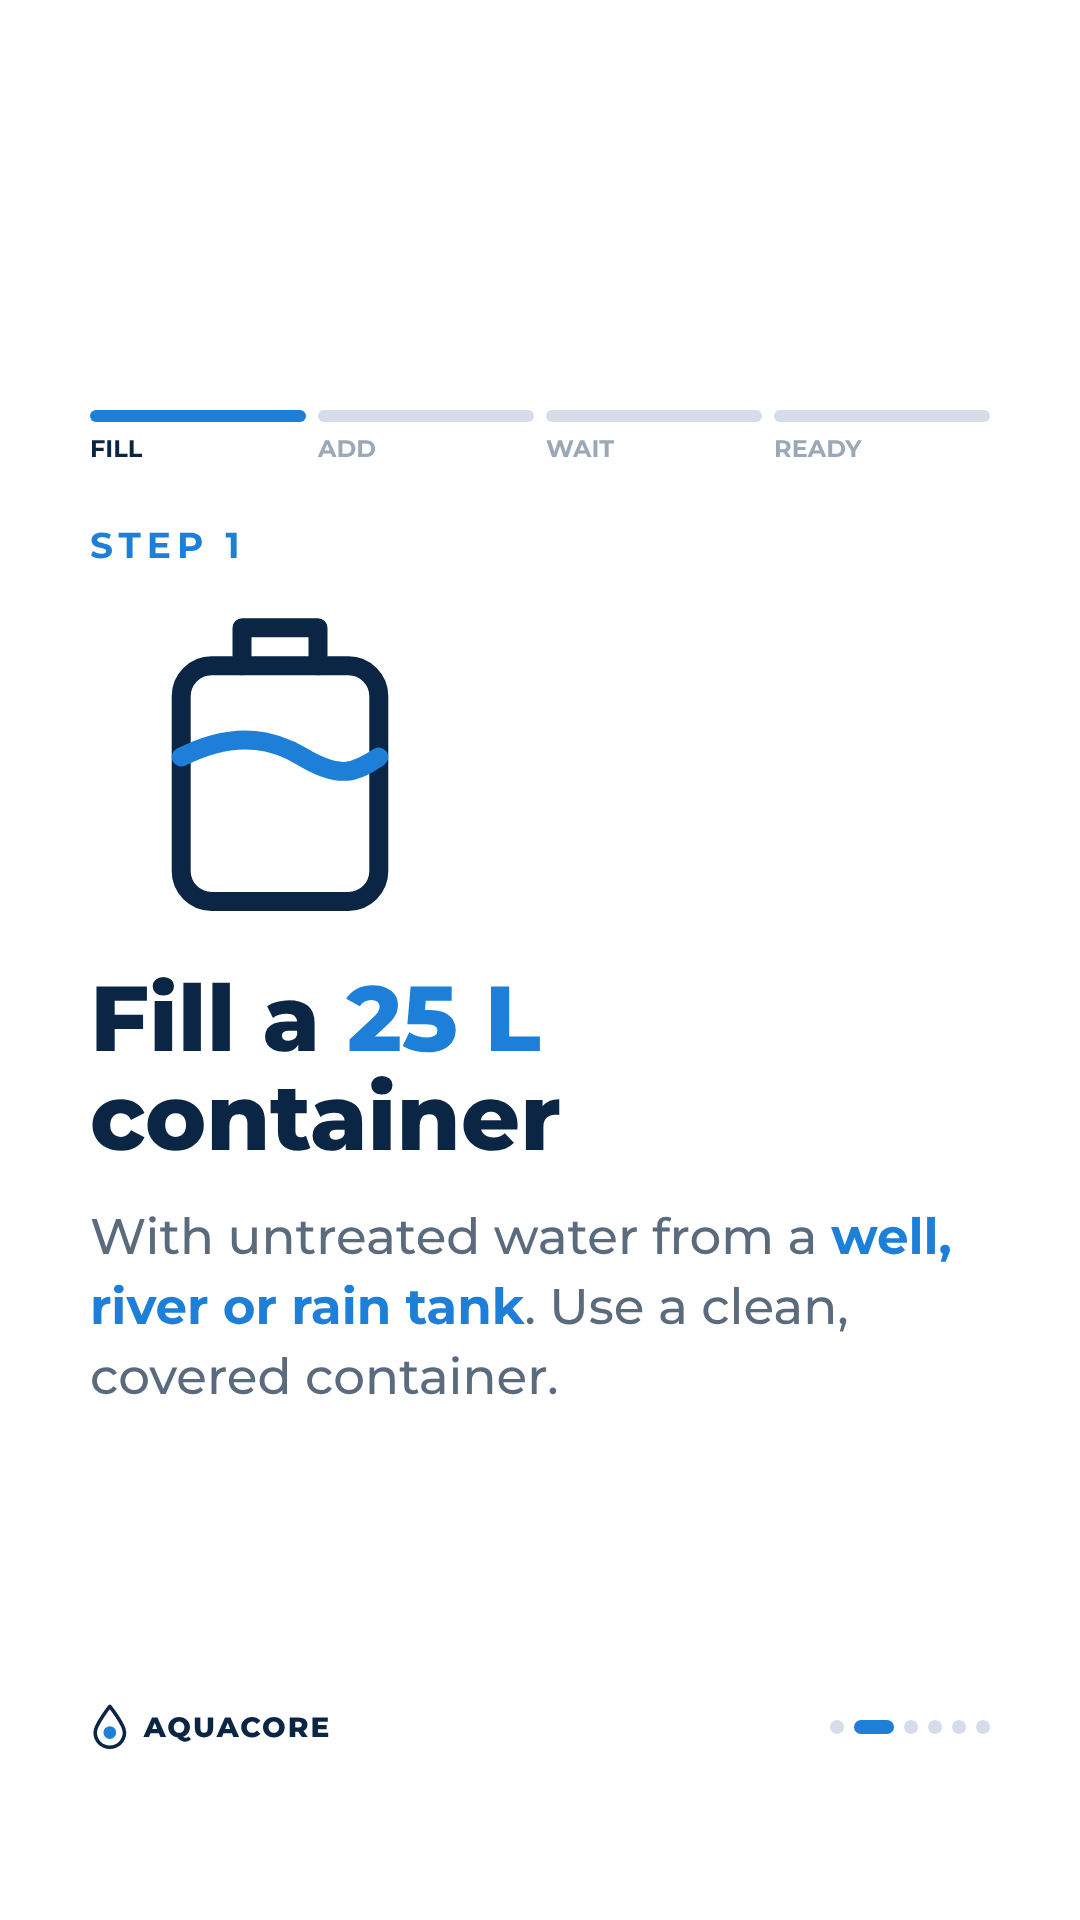 FILL ADD WAIT READY
STEP 1
Fill a 25 L
container
With untreated water from a well,
river or rain tank. Use a clean,
covered container.
AQUACORE